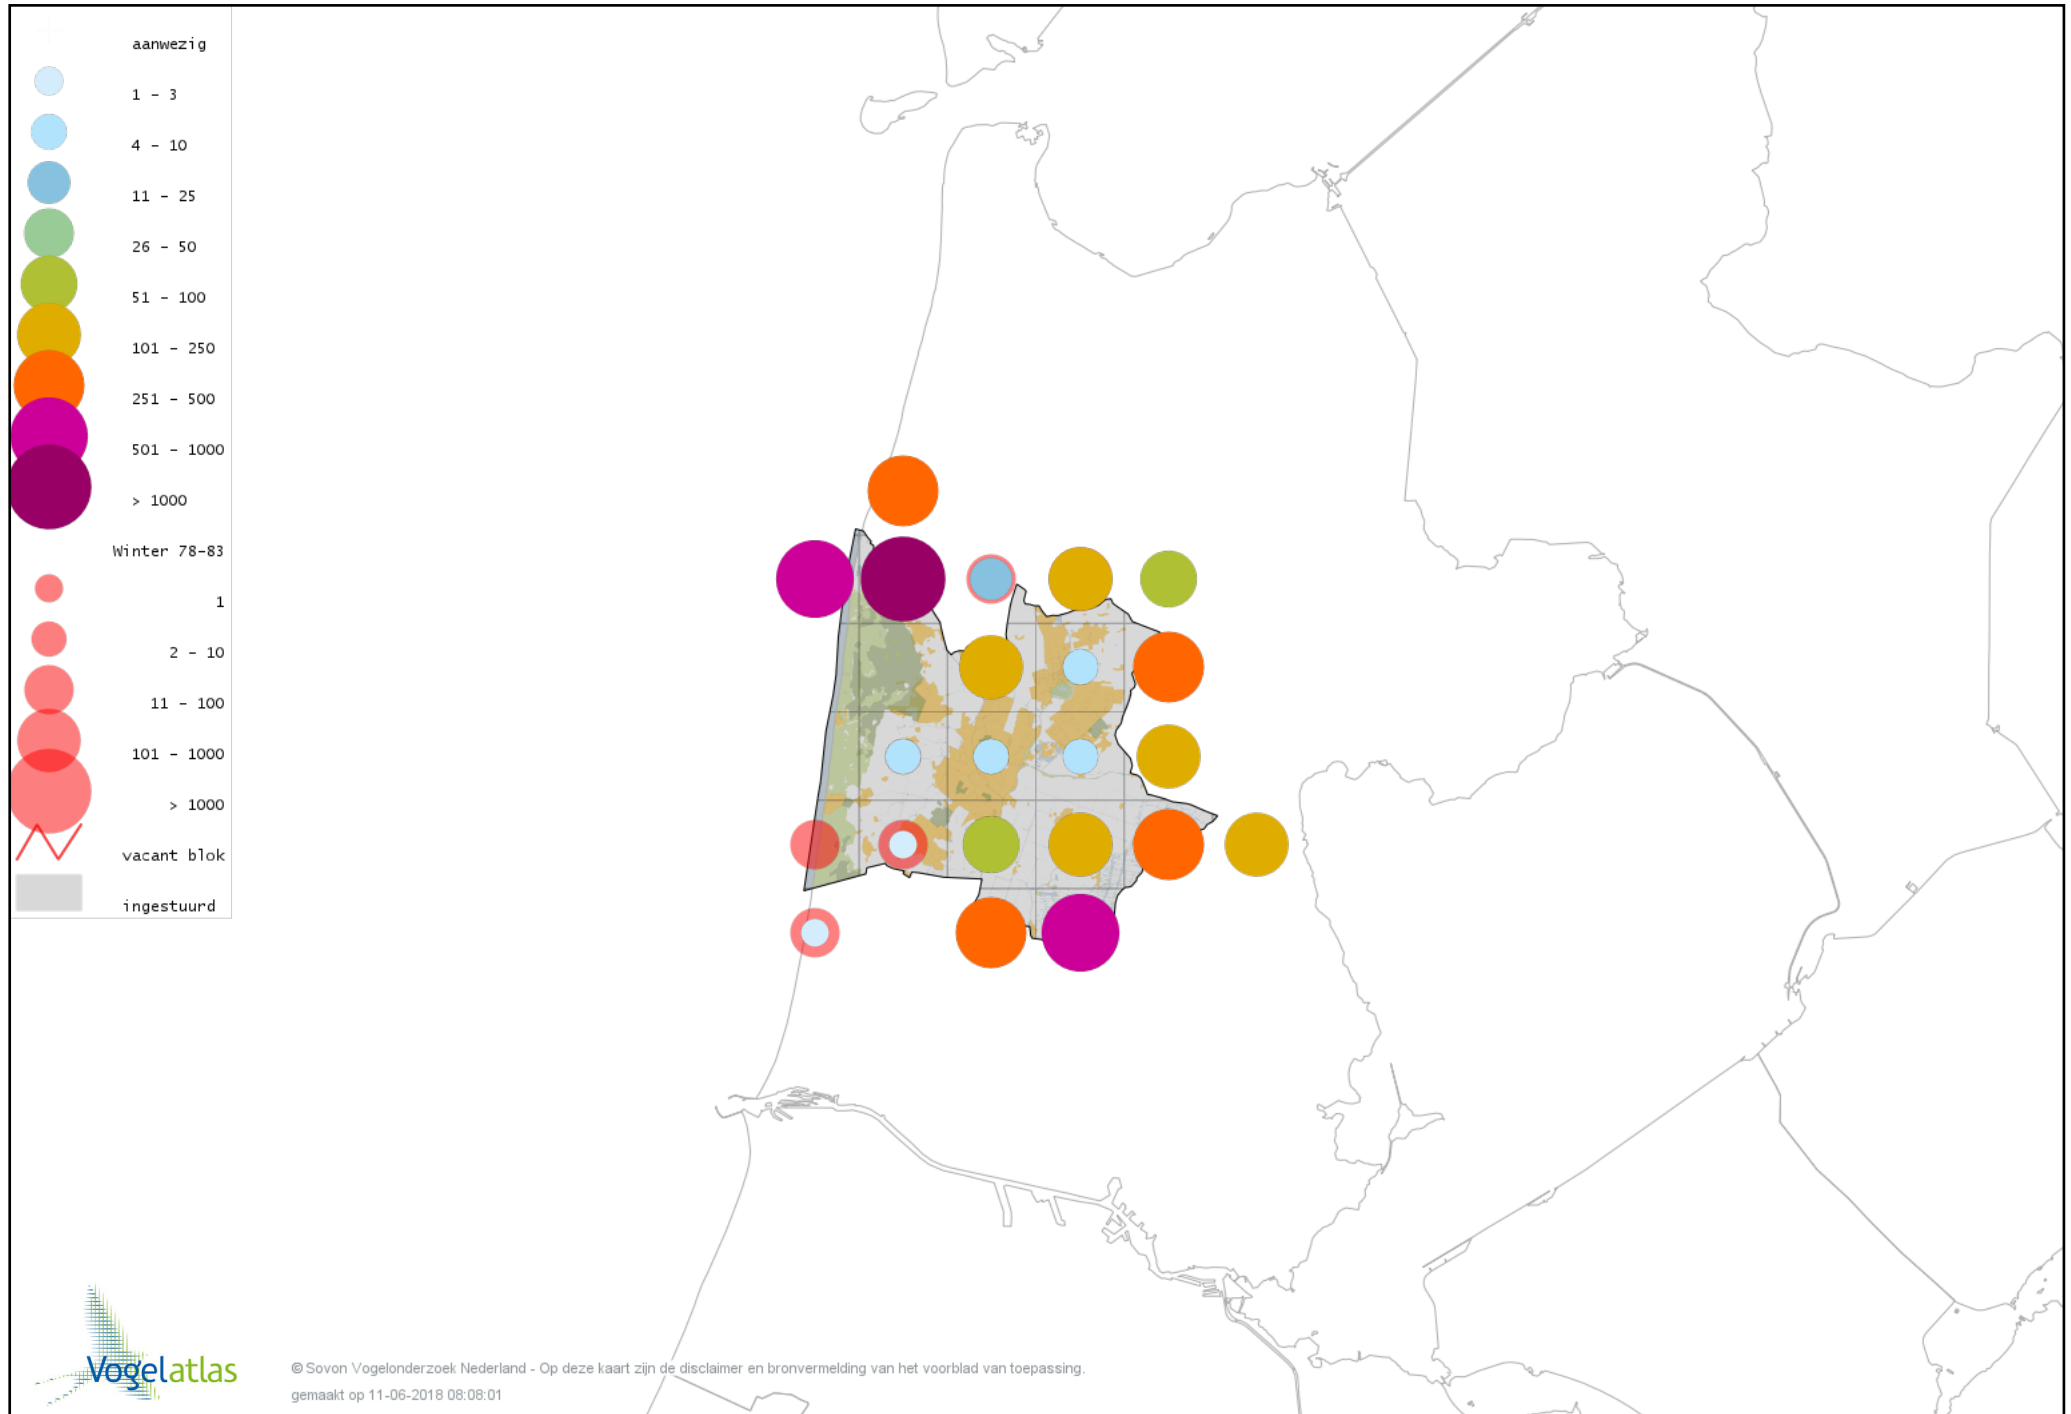 aanwezig
1 - 3
4 - 10
11 - 25
26 - 50
51 - 100
101 - 250
251 - 500
501 - 1000
> 1000
Winter 78-83
1
2 - 10
11 - 100
101 - 1000
> 1000
vacant blok
ingestuurd
Vogelatlas
© Sovon Vogelonderzoek Nederland - Op deze kaart zijn de disclaimer en bronvermelding van het voorblad van toepassing.
gemaakt op 11-06-2018 08:08:01